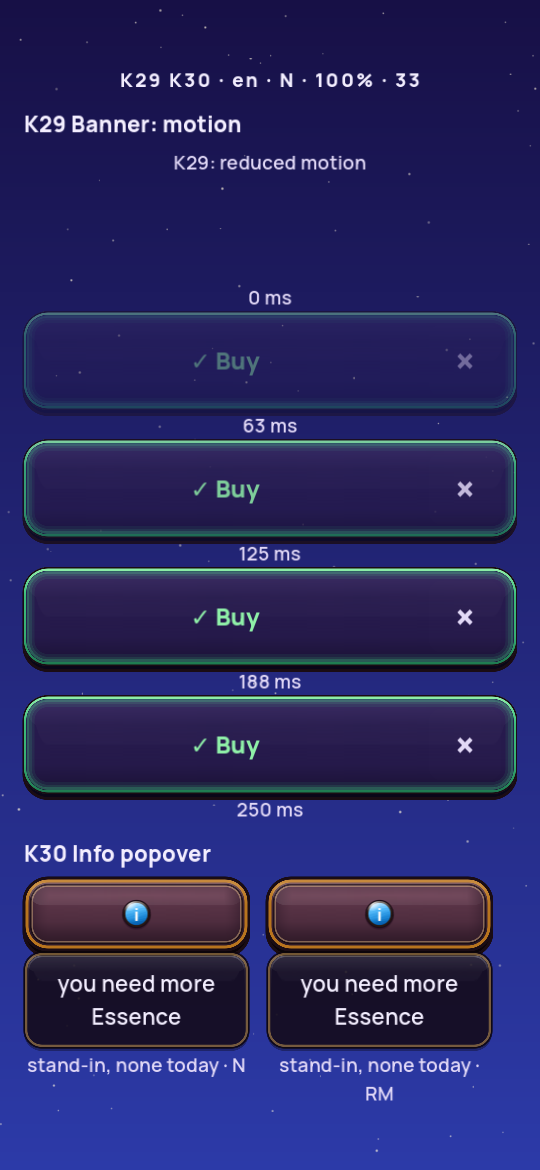 K29 K30 · en · N · 100% · 33
K29 Banner: motion
K29: reduced motion
0 ms
✓ Buy ×
63 ms
✓ Buy ×
125 ms
✓ Buy ×
188 ms
✓ Buy ×
250 ms
K30 Info popover
i i
you need more
Essence
you need more
Essence
stand-in, none today · N
stand-in, none today ·
RM